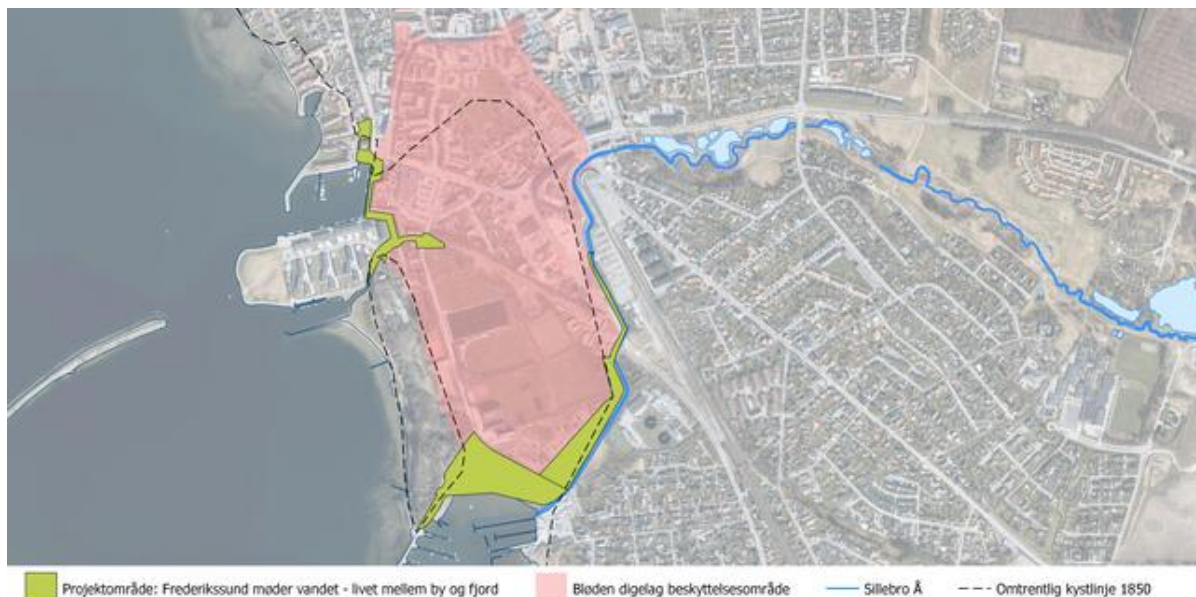 Projektområde: Frederikssund møder vandet - livet mellem by og fjord
Bløden digelag beskyttelsesområde
Sillebro Å
Omtrentlig kystlinje 1850